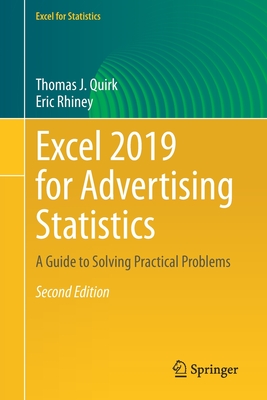 Excel for Statistics
Thomas J. Quirk
Eric Rhiney
Excel 2019
for Advertising
Statistics
A Guide to Solving Practical Problems
Second Edition
Springer